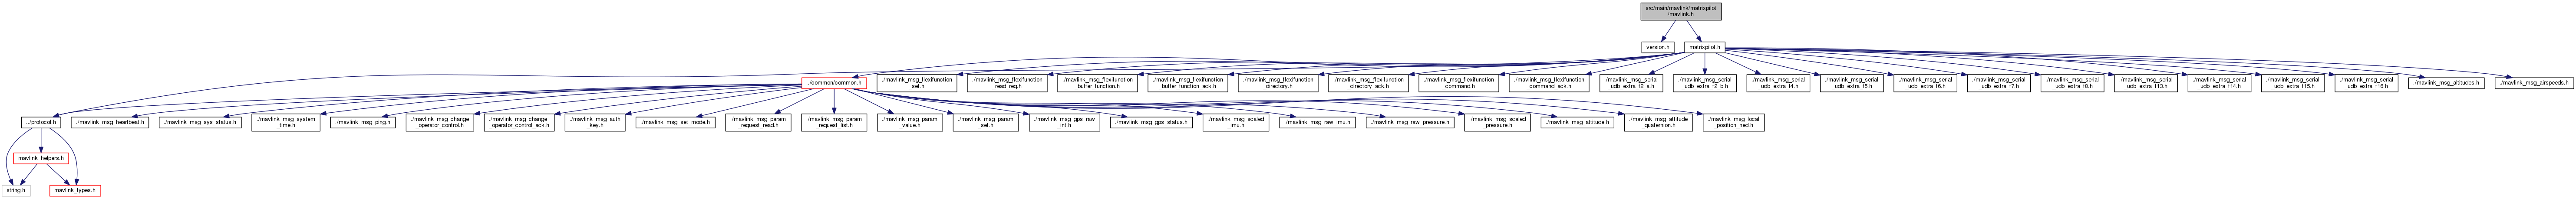 src/main/mavlink/matrixpilot
/mavlink.h
version.h
matrixpilot.h
../common/common.h
./mavlink_msg_flexifunction
_set.h
./mavlink_msg_flexifunction
_read_req.h
./mavlink_msg_flexifunction
_buffer_function.h
./mavlink_msg_flexifunction
_buffer_function_ack.h
./mavlink_msg_flexifunction
_directory.h
./mavlink_msg_flexifunction
_directory_ack.h
./mavlink_msg_flexifunction
_command.h
./mavlink_msg_flexifunction
_command_ack.h
./mavlink_msg_serial
_udb_extra_f2_a.h
./mavlink_msg_serial
_udb_extra_f2_b.h
./mavlink_msg_serial
_udb_extra_f4.h
./mavlink_msg_serial
_udb_extra_f5.h
./mavlink_msg_serial
_udb_extra_f6.h
./mavlink_msg_serial
_udb_extra_f7.h
./mavlink_msg_serial
_udb_extra_f8.h
./mavlink_msg_serial
_udb_extra_f13.h
./mavlink_msg_serial
_udb_extra_f14.h
./mavlink_msg_serial
_udb_extra_f15.h
./mavlink_msg_serial
_udb_extra_f16.h
./mavlink_msg_altitudes.h
./mavlink_msg_airspeeds.h
../protocol.h
./mavlink_msg_heartbeat.h
./mavlink_msg_sys_status.h
./mavlink_msg_system
_time.h
./mavlink_msg_ping.h
./mavlink_msg_change
_operator_control.h
./mavlink_msg_change
_operator_control_ack.h
./mavlink_msg_auth
_key.h
./mavlink_msg_set_mode.h
./mavlink_msg_param
_request_read.h
./mavlink_msg_param
_request_list.h
./mavlink_msg_param
_value.h
./mavlink_msg_param
_set.h
./mavlink_msg_gps_raw
_int.h
./mavlink_msg_gps_status.h
./mavlink_msg_scaled
_imu.h
./mavlink_msg_raw_imu.h
./mavlink_msg_raw_pressure.h
./mavlink_msg_scaled
_pressure.h
./mavlink_msg_attitude.h
./mavlink_msg_attitude
_quaternion.h
./mavlink_msg_local
_position_ned.h
mavlink_helpers.h
string.h
mavlink_types.h